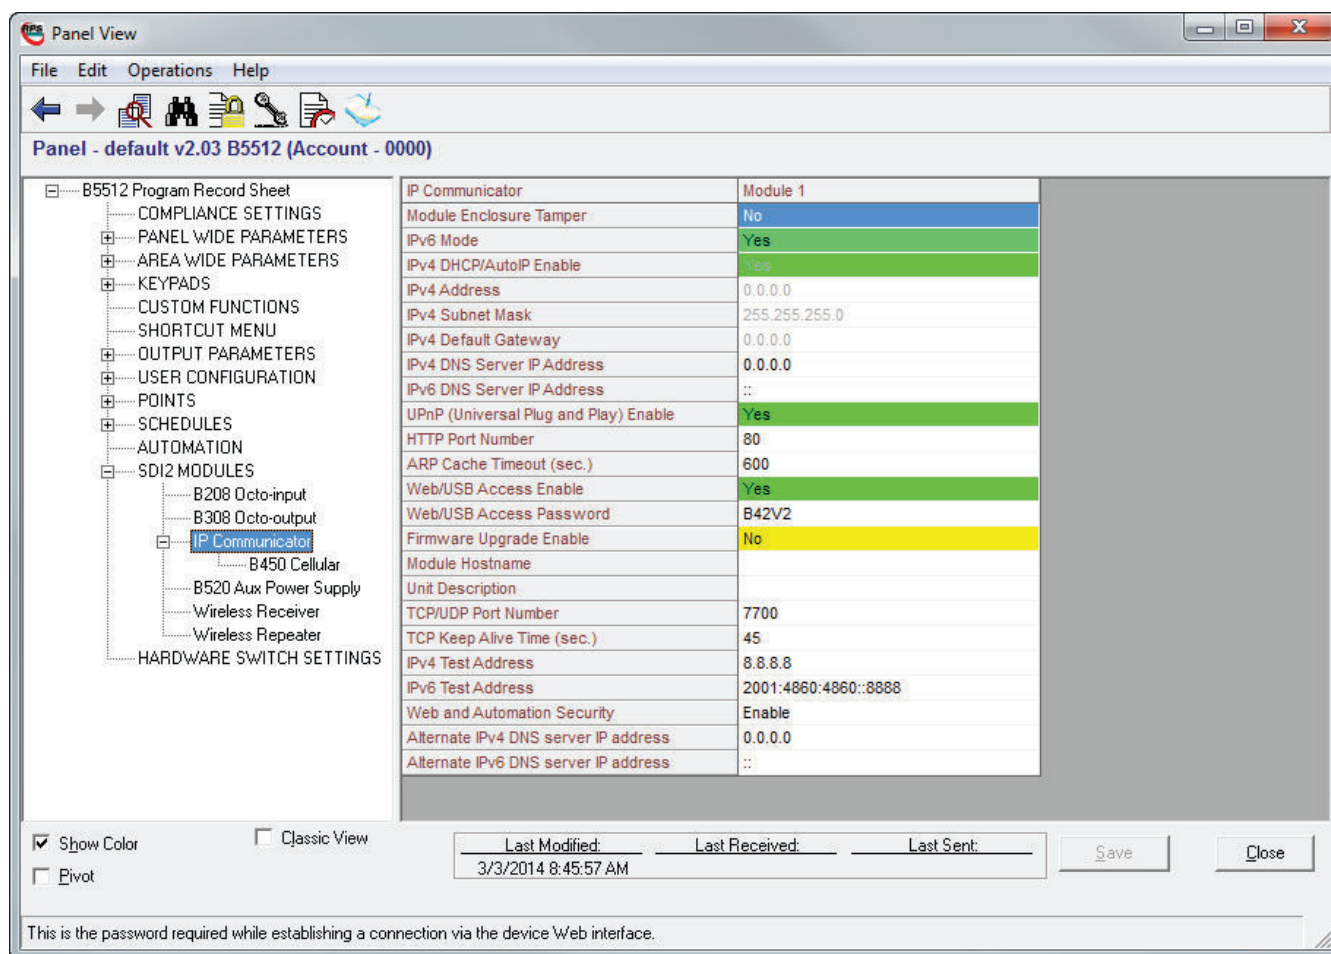 RPS Panel View
File Edit Operations Help
Panel - default v2.03 B5512 (Account - 0000)
B5512 Program Record Sheet
COMPLIANCE SETTINGS
PANEL WIDE PARAMETERS
AREA WIDE PARAMETERS
KEYPADS
CUSTOM FUNCTIONS
SHORTCUT MENU
OUTPUT PARAMETERS
USER CONFIGURATION
POINTS
SCHEDULES
AUTOMATION
SDI2 MODULES
B208 Octo-input
B308 Octo-output
IP Communicator
B450 Cellular
B520 Aux Power Supply
Wireless Receiver
Wireless Repeater
HARDWARE SWITCH SETTINGS
IP Communicator Module 1
Module Enclosure Tamper No
IPv6 Mode Yes
IPv4 DHCP/AutoIP Enable Yes
IPv4 Address 0.0.0.0
IPv4 Subnet Mask 255.255.255.0
IPv4 Default Gateway 0.0.0.0
IPv4 DNS Server IP Address 0.0.0.0
IPv6 DNS Server IP Address ::
UPnP (Universal Plug and Play) Enable Yes
HTTP Port Number 80
ARP Cache Timeout (sec.) 600
Web/USB Access Enable Yes
Web/USB Access Password B42V2
Firmware Upgrade Enable No
Module Hostname
Unit Description
TCP/UDP Port Number 7700
TCP Keep Alive Time (sec.) 45
IPv4 Test Address 8.8.8.8
IPv6 Test Address 2001:4860:4860::8888
Web and Automation Security Enable
Alternate IPv4 DNS server IP address 0.0.0.0
Alternate IPv6 DNS server IP address ::
Show Color Classic View
Pivot
Last Modified: Last Received: Last Sent:
3/3/2014 8:45:57 AM
Save Close
This is the password required while establishing a connection via the device Web interface.